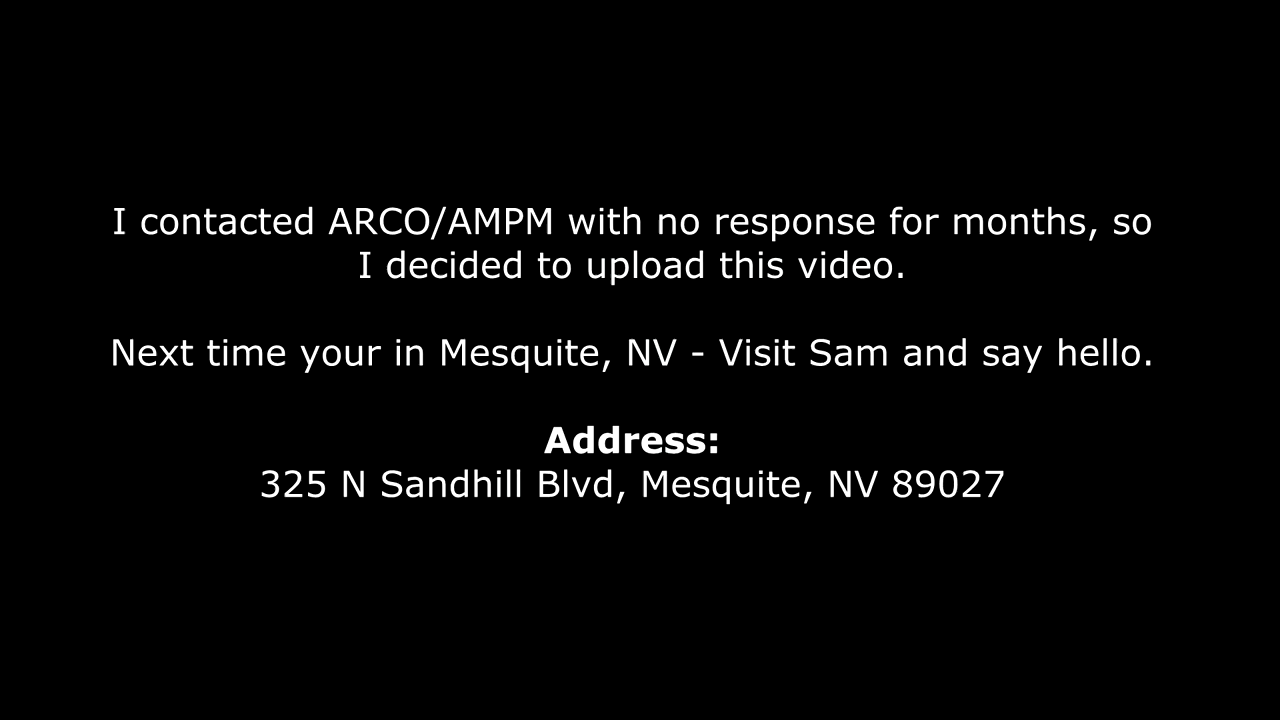 I contacted ARCO/AMPM with no response for months, so
I decided to upload this video.
Next time your in Mesquite, NV - Visit Sam and say hello.
Address:
325 N Sandhill Blvd, Mesquite, NV 89027